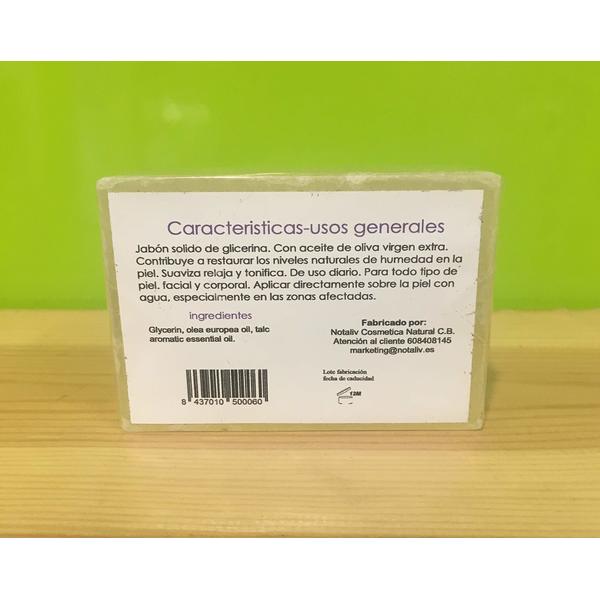 Caracteristicas-usos generales
Jabón solido de glicerina. Con aceite de oliva virgen extra.
Contribuye a restaurar los niveles naturales de humedad en la
piel. Suaviza relaja y tonifica. De uso diario. Para todo tipo de
piel. facial y corporal. Aplicar directamente sobre la piel con
agua, especialmente en las zonas afectadas.
ingredientes
Glycerin, olea europea oil, talc
aromatic essential oil.
Fabricado por:
Notaliv Cosmetica Natural C.B.
Atención al cliente 608408145
marketing@notaliv.es
Lote fabricación
fecha de caducidad
12M
8 437010 500060